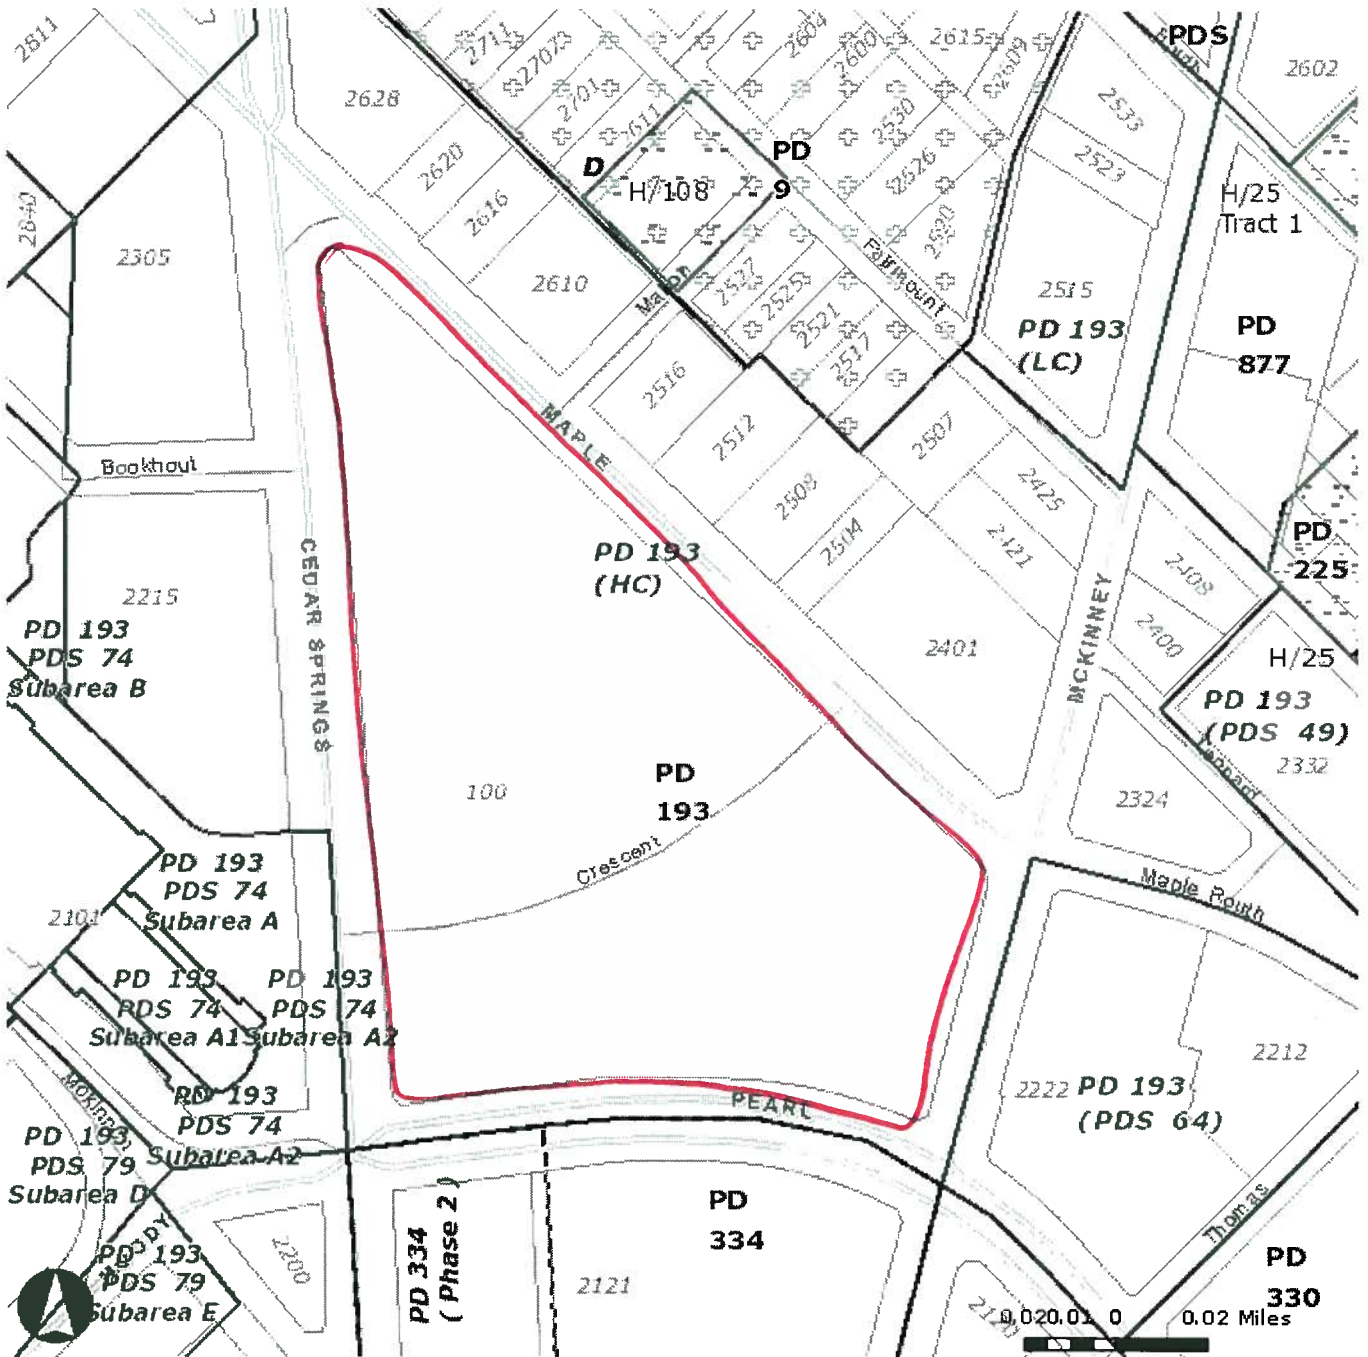 2811
2711
2707
2701
2611
2604
2600
2615
2609
PDS
2602
2628
2620
2616
2533
2523
2530
2526
2520
D
PD
9
H/108
H/25
Tract 1
2840
2305
2610
Fairmount
2527
2525
2521
2517
2515
PD 193
(LC)
PD
877
2516
2512
2508
2504
2507
2425
2421
MAPLE
Bookhout
CEDAR SPRINGS
PD 193
(HC)
PD
225
2408
2400
2215
PD 193
PDS 74
Subarea B
2401
MCKINNEY
H/25
PD 193
(PDS 49)
2332
2324
100
PD
193
Crescent
Maple Routh
PD 193
PDS 74
Subarea A
2101
PD 193
PDS 74
Subarea A1
PD 193
PDS 74
Subarea A2
2212
2222
PD 193
(PDS 64)
PEARL
PD 193
PDS 74
Subarea A2
PD 193
PDS 79
Subarea D
PD 334
(Phase 2)
PD
334
Thomas
2200
2121
PD 193
PDS 79
Subarea E
PD
330
0.020.01 0 0.02 Miles